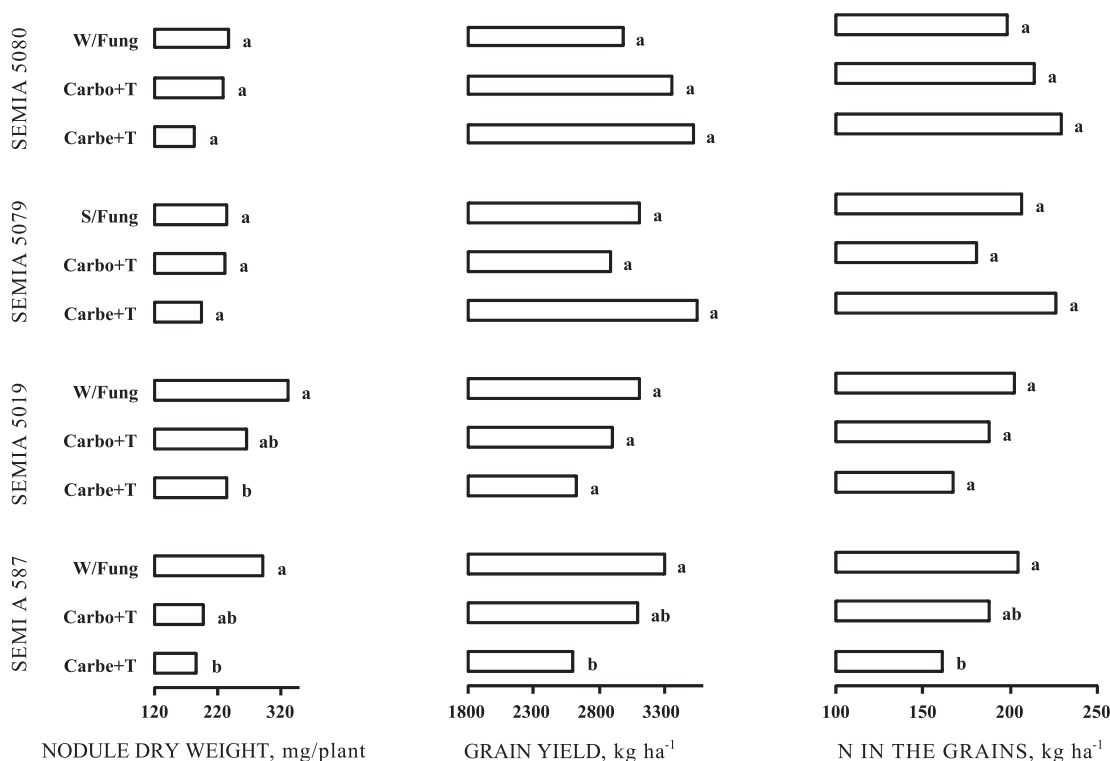 SEMIA 5080
W/Fung a a a
Carbo+T a a a
Carbe+T a a a
SEMIA 5079
S/Fung a a a
Carbo+T a a a
Carbe+T a a a
SEMIA 5019
W/Fung a a a
Carbo+T ab a a
Carbe+T b a a
SEMI A 587
W/Fung a a a
Carbo+T ab ab ab
Carbe+T b b b
120 220 320 1800 2300 2800 3300 100 150 200 250
NODULE DRY WEIGHT, mg/plant GRAIN YIELD, kg ha⁻¹ N IN THE GRAINS, kg ha⁻¹